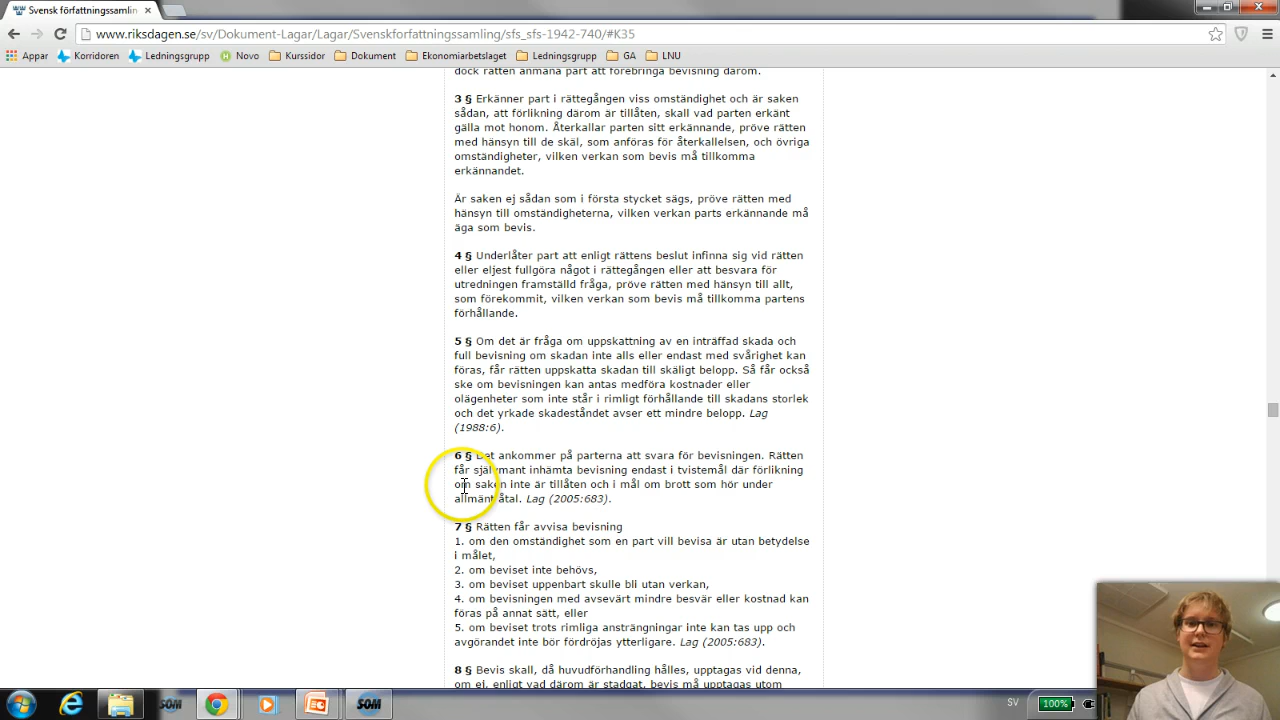 Svensk författningssamlin
www.riksdagen.se/sv/Dokument-Lagar/Lagar/Svenskforfattningssamling/sfs_sfs-1942-740/#K35
Appar Korridoren Ledningsgrupp Novo Kurssidor Dokument Ekonomiarbetslaget Ledningsgrupp GA LNU
dock rätten anmana part att förebringa bevisning därom.
3 § Erkänner part i rättegången viss omständighet och är saken
sådan, att förlikning därom är tillåten, skall vad parten erkänt
gälla mot honom. Återkallar parten sitt erkännande, pröve rätten
med hänsyn till de skäl, som anföras för återkallelsen, och övriga
omständigheter, vilken verkan som bevis må tillkomma
erkännandet.
Är saken ej sådan som i första stycket sägs, pröve rätten med
hänsyn till omständigheterna, vilken verkan parts erkännande må
äga som bevis.
4 § Underlåter part att enligt rättens beslut infinna sig vid rätten
eller eljest fullgöra något i rättegången eller att besvara för
utredningen framställd fråga, pröve rätten med hänsyn till allt,
som förekommit, vilken verkan som bevis må tillkomma partens
förhållande.
5 § Om det är fråga om uppskattning av en inträffad skada och
full bevisning om skadan inte alls eller endast med svårighet kan
föras, får rätten uppskatta skadan till skäligt belopp. Så får också
ske om bevisningen kan antas medföra kostnader eller
olägenheter som inte står i rimligt förhållande till skadans storlek
och det yrkade skadeståndet avser ett mindre belopp. Lag
(1988:6).
6 § Det ankommer på parterna att svara för bevisningen. Rätten
får självmant inhämta bevisning endast i tvistemål där förlikning
om saken inte är tillåten och i mål om brott som hör under
allmänt åtal. Lag (2005:683).
7 § Rätten får avvisa bevisning
1. om den omständighet som en part vill bevisa är utan betydelse
i målet,
2. om beviset inte behövs,
3. om beviset uppenbart skulle bli utan verkan,
4. om bevisningen med avsevärt mindre besvär eller kostnad kan
föras på annat sätt, eller
5. om beviset trots rimliga ansträngningar inte kan tas upp och
avgörandet inte bör fördröjas ytterligare. Lag (2005:683).
8 § Bevis skall, då huvudförhandling hålles, upptagas vid denna,
om ej, enligt vad därom är stadgat, bevis må upptagas utom
SOM SOM SV 100%